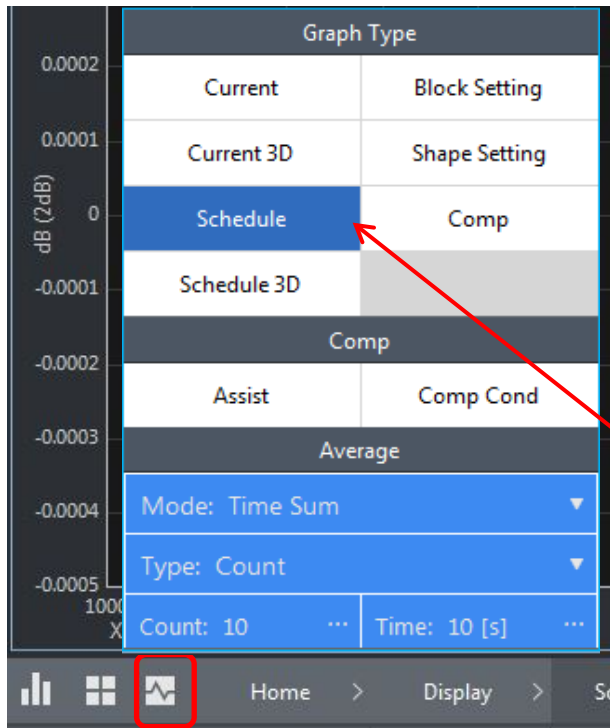 Graph Type
Current
Block Setting
Current 3D
Shape Setting
Schedule
Comp
Schedule 3D
Comp
Assist
Comp Cond
Average
Mode: Time Sum
Type: Count
Count: 10 ...
Time: 10 [s] ...
0.0002
0.0001
0
-0.0001
-0.0002
-0.0003
-0.0004
-0.0005
dB (2dB)
X
Home > Display >